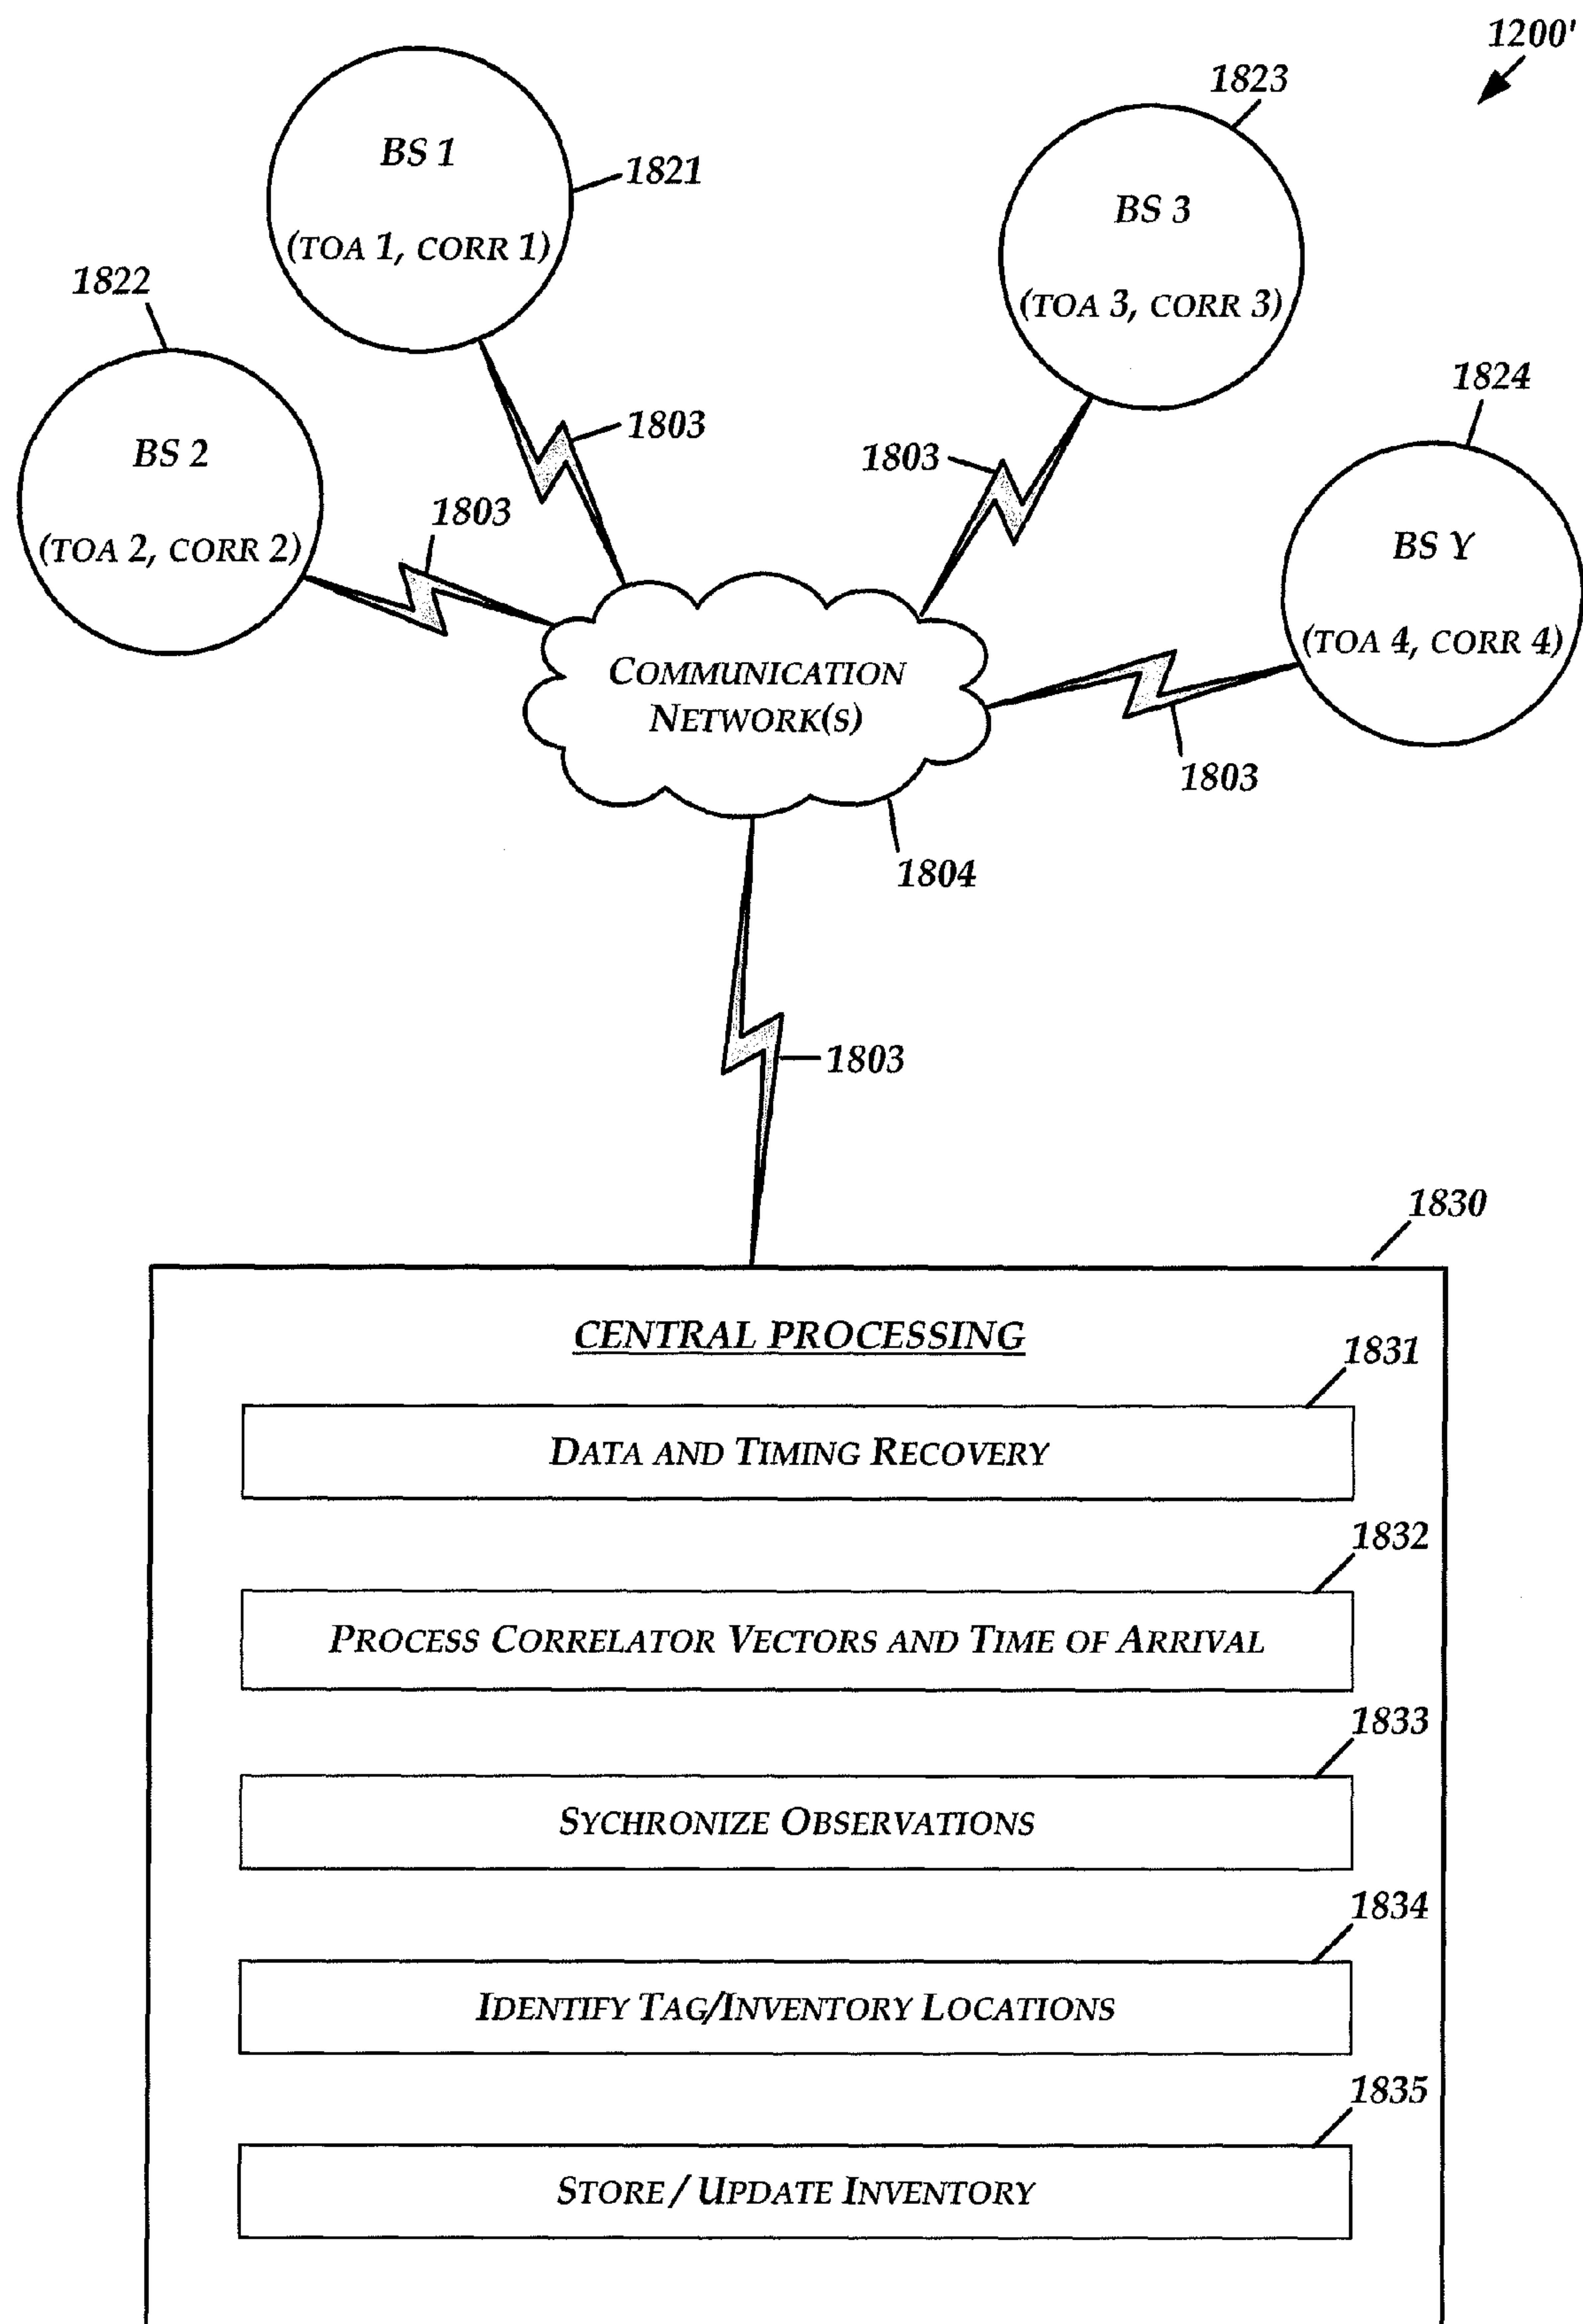 1200'
1823
BS 1
1821
BS 3
(TOA 1, CORR 1)
1822
(TOA 3, CORR 3)
1824
1803
BS 2
1803
1803
BS Y
(TOA 2, CORR 2)
(TOA 4, CORR 4)
COMMUNICATION
NETWORK(S)
1803
1804
1803
1830
CENTRAL PROCESSING
1831
DATA AND TIMING RECOVERY
1832
PROCESS CORRELATOR VECTORS AND TIME OF ARRIVAL
1833
SYCHRONIZE OBSERVATIONS
1834
IDENTIFY TAG/INVENTORY LOCATIONS
1835
STORE / UPDATE INVENTORY